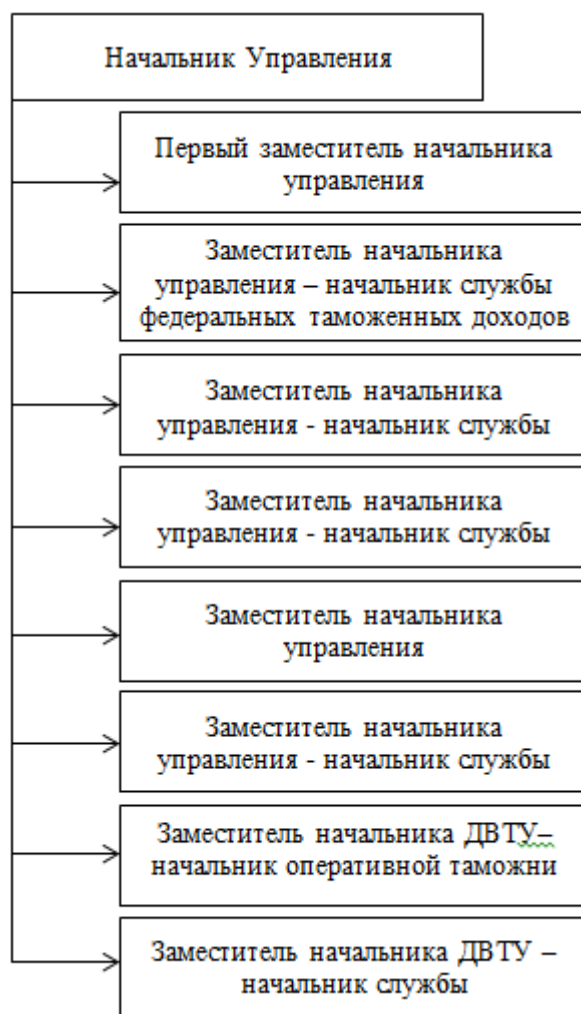 Начальник Управления
Первый заместитель начальника
управления
Заместитель начальника
управления – начальник службы
федеральных таможенных доходов
Заместитель начальника
управления - начальник службы
Заместитель начальника
управления - начальник службы
Заместитель начальника
управления
Заместитель начальника
управления - начальник службы
Заместитель начальника ДВТУ–
начальник оперативной таможни
Заместитель начальника ДВТУ –
начальник службы